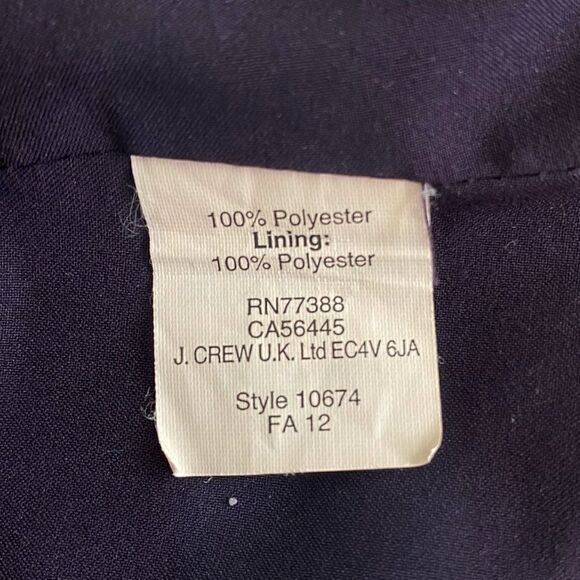 100% Polyester
Lining:
100% Polyester
RN77388
CA56445
J. CREW U.K. Ltd EC4V 6JA
Style 10674
FA 12